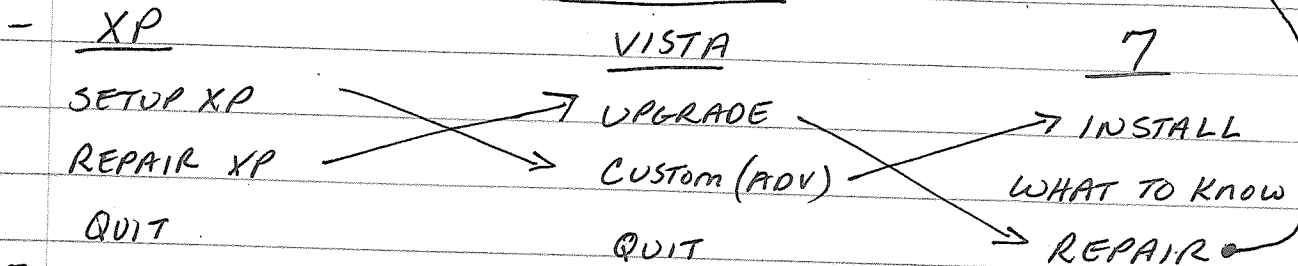 - XP VISTA 7
SETUP XP UPGRADE INSTALL
REPAIR XP CUSTOM (ADV) WHAT TO KNOW
QUIT QUIT REPAIR